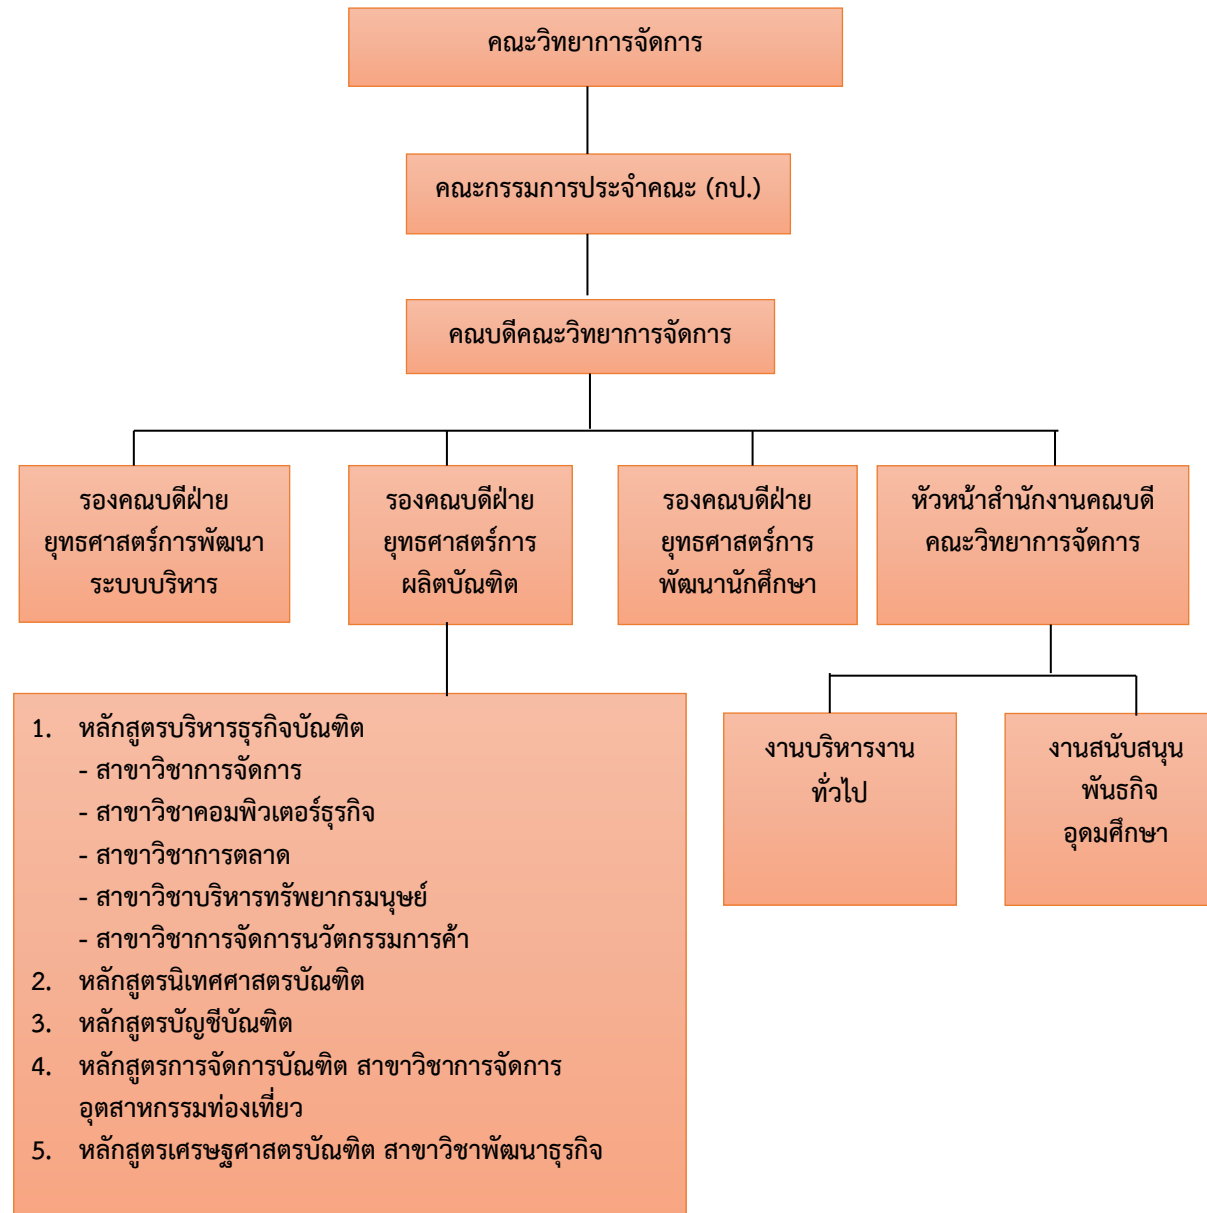 คณะวิทยาการจัดการ
คณะกรรมการประจำคณะ (กป.)
คณบดีคณะวิทยาการจัดการ
รองคณบดีฝ่าย
ยุทธศาสตร์การพัฒนา
ระบบบริหาร
รองคณบดีฝ่าย
ยุทธศาสตร์การ
ผลิตบัณฑิต
รองคณบดีฝ่าย
ยุทธศาสตร์การ
พัฒนานักศึกษา
หัวหน้าสำนักงานคณบดี
คณะวิทยาการจัดการ
1. หลักสูตรบริหารธุรกิจบัณฑิต
- สาขาวิชาการจัดการ
- สาขาวิชาคอมพิวเตอร์ธุรกิจ
- สาขาวิชาการตลาด
- สาขาวิชาบริหารทรัพยากรมนุษย์
- สาขาวิชาการจัดการนวัตกรรมการค้า
2. หลักสูตรนิเทศศาสตรบัณฑิต
3. หลักสูตรบัญชีบัณฑิต
4. หลักสูตรการจัดการบัณฑิต สาขาวิชาการจัดการ
อุตสาหกรรมท่องเที่ยว
5. หลักสูตรเศรษฐศาสตรบัณฑิต สาขาวิชาพัฒนาธุรกิจ
งานบริหารงาน
ทั่วไป
งานสนับสนุน
พันธกิจ
อุดมศึกษา